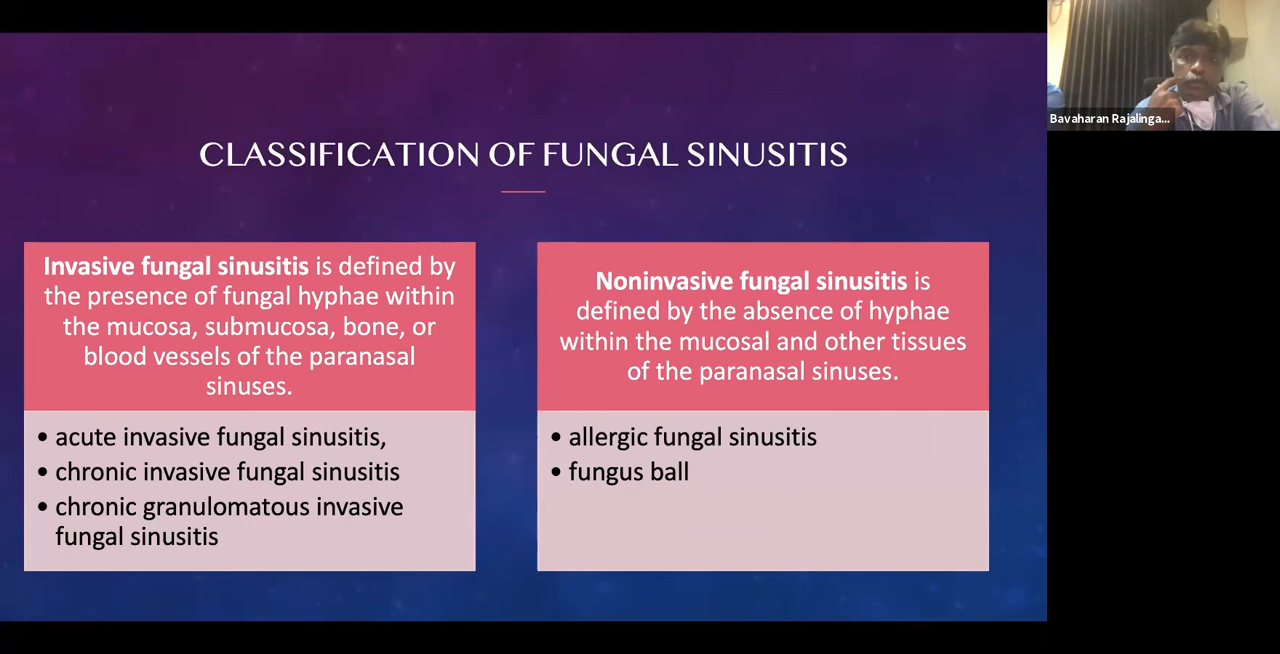 CLASSIFICATION OF FUNGAL SINUSITIS
Invasive fungal sinusitis is defined by
the presence of fungal hyphae within
the mucosa, submucosa, bone, or
blood vessels of the paranasal
sinuses.
• acute invasive fungal sinusitis,
• chronic invasive fungal sinusitis
• chronic granulomatous invasive
fungal sinusitis
Noninvasive fungal sinusitis is
defined by the absence of hyphae
within the mucosal and other tissues
of the paranasal sinuses.
• allergic fungal sinusitis
• fungus ball
Bavaharan Rajalinga...